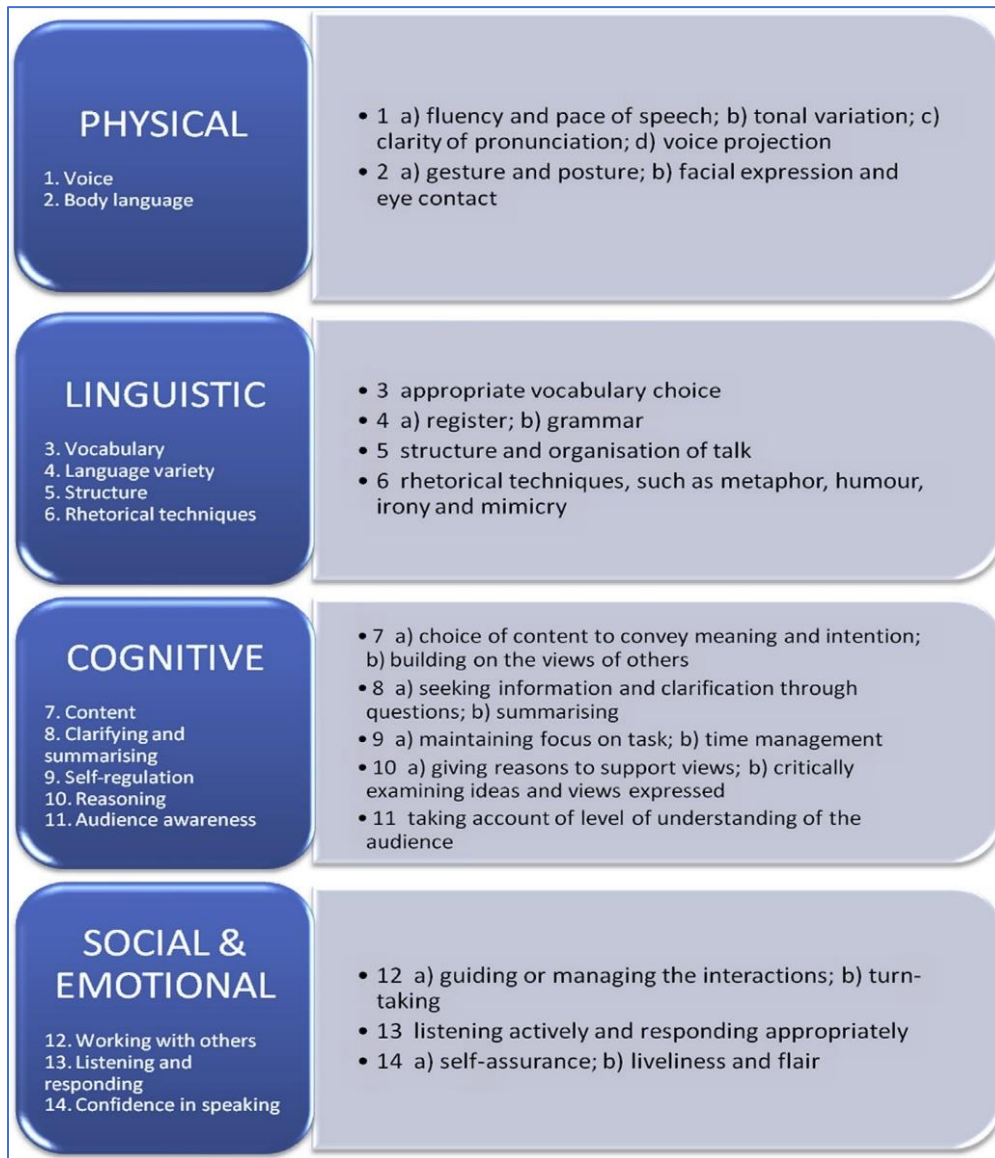 PHYSICAL
1. Voice
2. Body language
• 1 a) fluency and pace of speech; b) tonal variation; c)
clarity of pronunciation; d) voice projection
• 2 a) gesture and posture; b) facial expression and
eye contact
LINGUISTIC
3. Vocabulary
4. Language variety
5. Structure
6. Rhetorical techniques
• 3 appropriate vocabulary choice
• 4 a) register; b) grammar
• 5 structure and organisation of talk
• 6 rhetorical techniques, such as metaphor, humour,
irony and mimicry
COGNITIVE
7. Content
8. Clarifying and
summarising
9. Self-regulation
10. Reasoning
11. Audience awareness
• 7 a) choice of content to convey meaning and intention;
b) building on the views of others
• 8 a) seeking information and clarification through
questions; b) summarising
• 9 a) maintaining focus on task; b) time management
• 10 a) giving reasons to support views; b) critically
examining ideas and views expressed
• 11 taking account of level of understanding of the
audience
SOCIAL &
EMOTIONAL
12. Working with others
13. Listening and
responding
14. Confidence in speaking
• 12 a) guiding or managing the interactions; b) turn-
taking
• 13 listening actively and responding appropriately
• 14 a) self-assurance; b) liveliness and flair